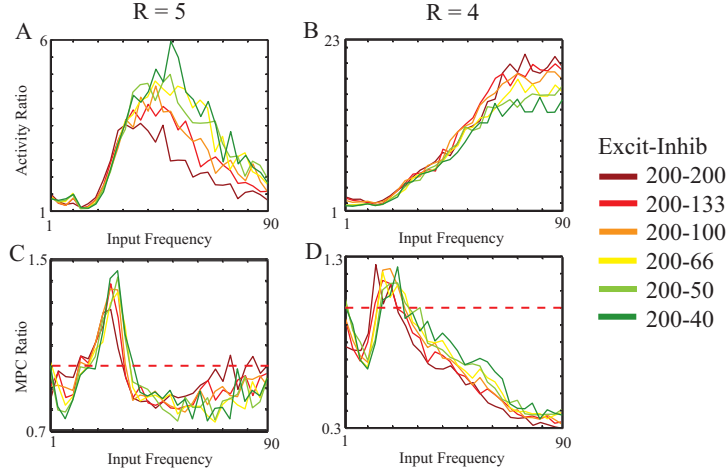 R = 5
R = 4
A
6
Activity Ratio
1
1
90
Input Frequency
B
23
1
1
90
Input Frequency
C
1.5
MPC Ratio
0.7
1
90
Input Frequency
D
1.3
0.3
1
90
Input Frequency
Excit-Inhib
200-200
200-133
200-100
200-66
200-50
200-40